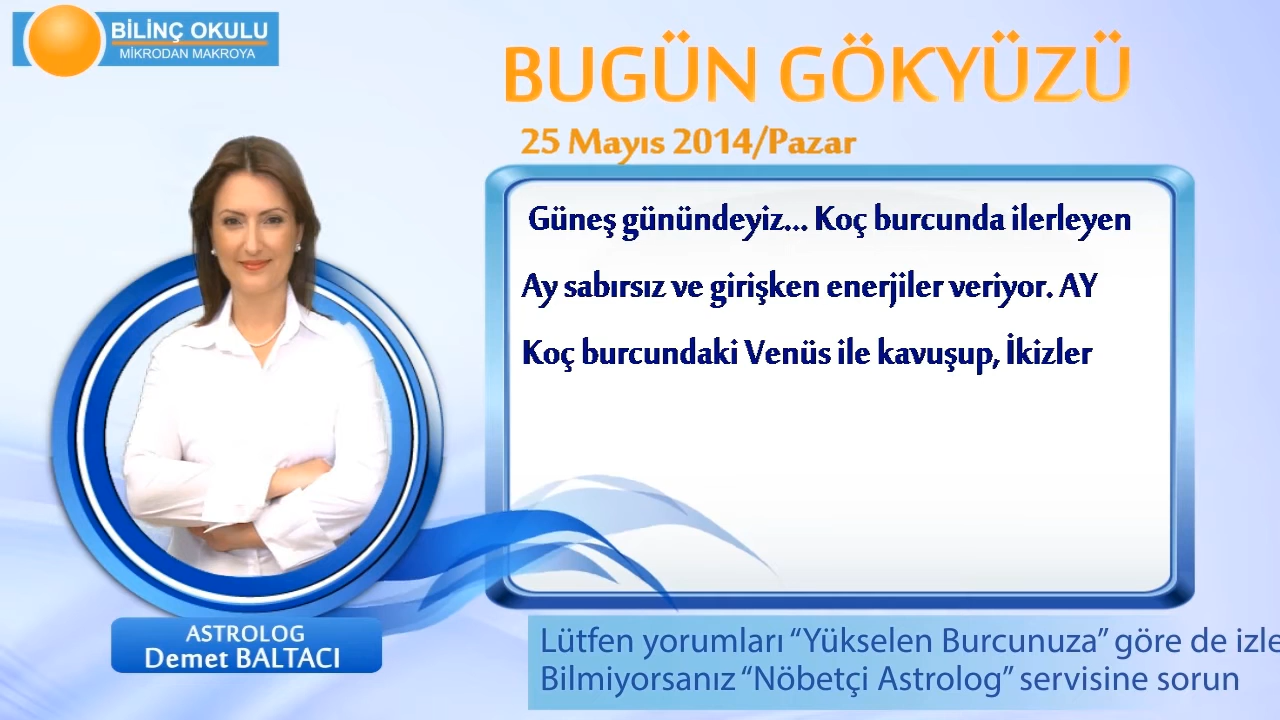 BİLİNÇ OKULU
MİKRODAN MAKROYA
BUGÜN GÖKYÜZÜ
25 Mayıs 2014/Pazar
Güneş günündeyiz... Koç burcunda ilerleyen
Ay sabırsız ve girişken enerjiler veriyor. AY
Koç burcundaki Venüs ile kavuşup, İkizler
ASTROLOG
Demet BALTACI
Lütfen yorumları “Yükselen Burcunuza” göre de izle
Bilmiyorsanız “Nöbetçi Astrolog” servisine sorun